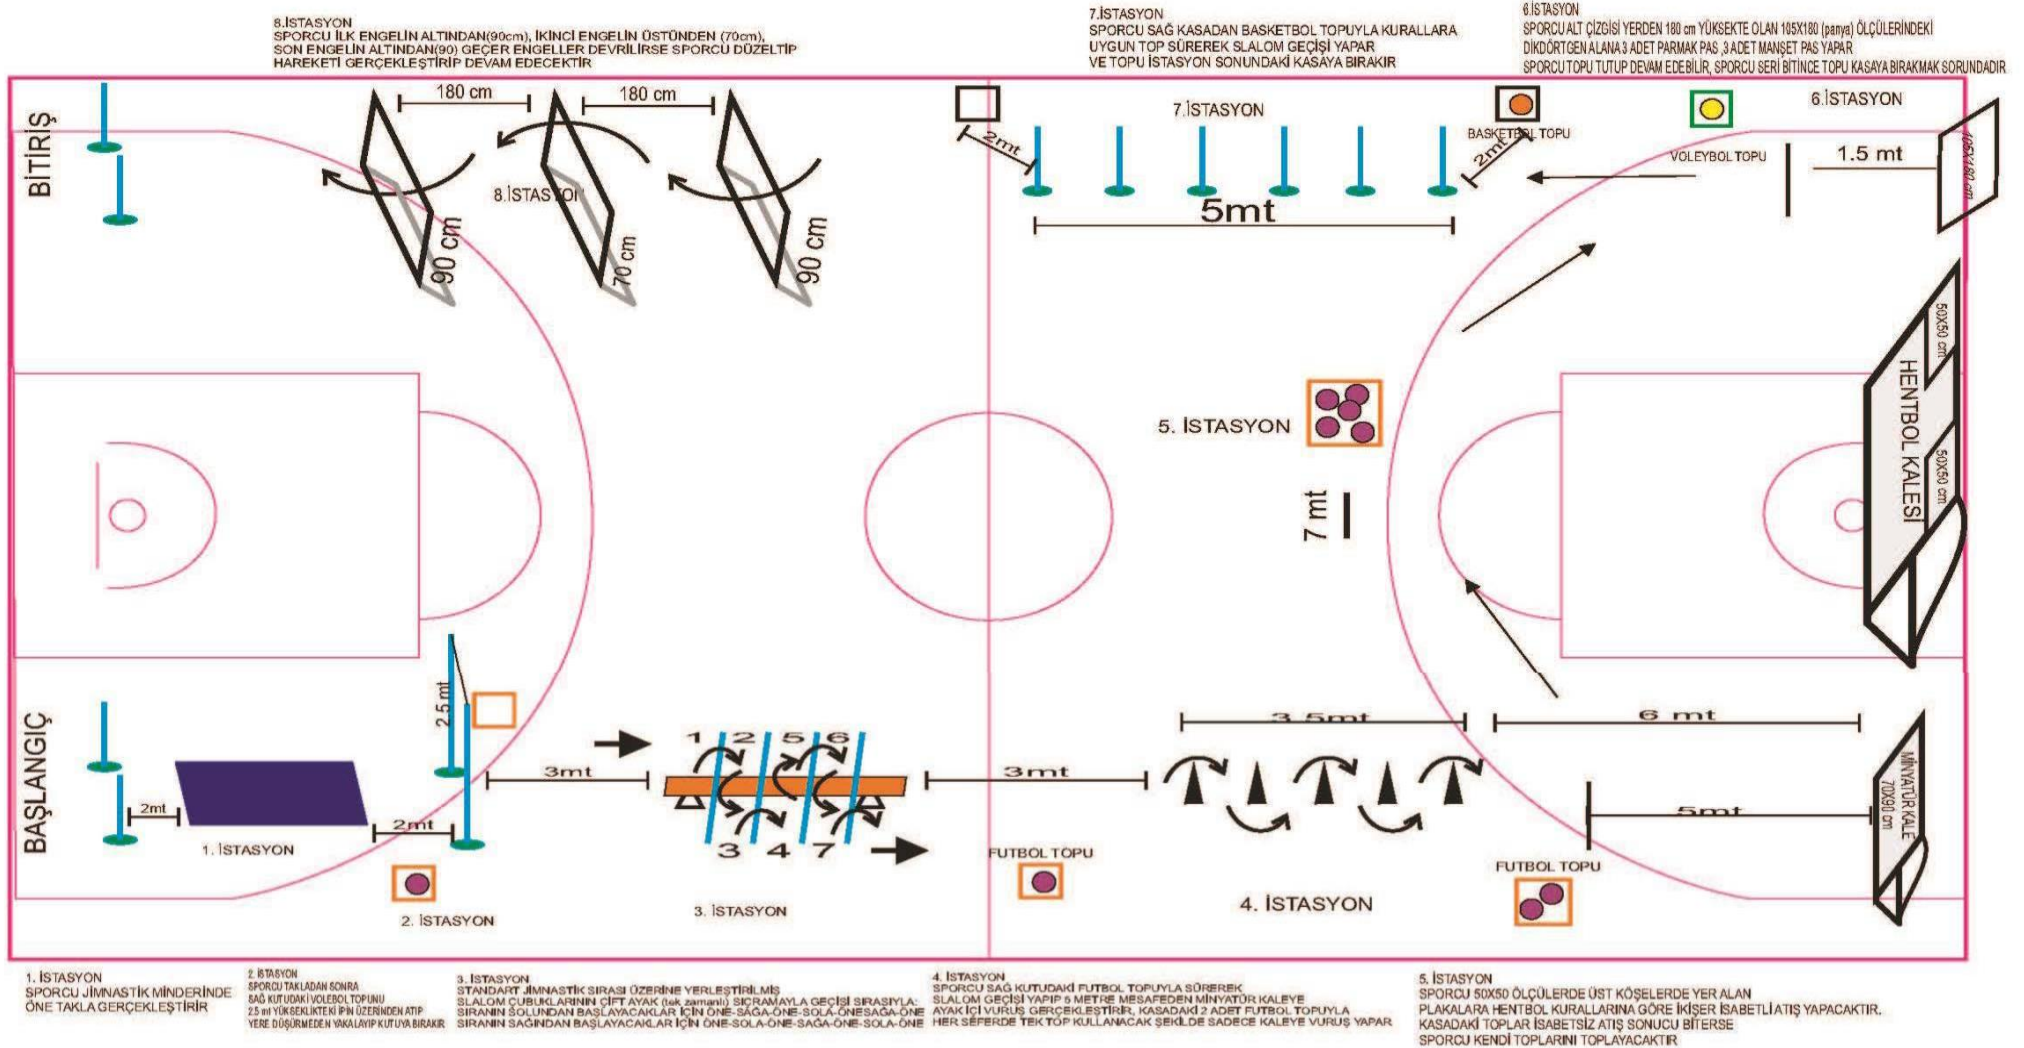 8.İSTASYON
SPORCU İLK ENGELİN ALTINDAN(90cm), İKİNCİ ENGELİN ÜSTÜNDEN (70cm),
SON ENGELİN ALTINDAN(90) GEÇER ENGELLER DEVRİLİRSE SPORCU DÜZELTİP
HAREKETİ GERÇEKLEŞTİRİP DEVAM EDECEKTİR
7.İSTASYON
SPORCU SAĞ KASADAN BASKETBOL TOPUYLA KURALLARA
UYGUN TOP SÜREREK SLALOM GEÇİŞİ YAPAR
VE TOPU İSTASYON SONUNDAKİ KASAYA BIRAKIR
6.İSTASYON
SPORCU ALT ÇİZGİSİ YERDEN 180 cm YÜKSEKTE OLAN 105X180 (panya) ÖLÇÜLERİNDEKİ
DİKDÖRTGEN ALANA 3 ADET PARMAK PAS ,3 ADET MANŞET PAS YAPAR
SPORCU TOPU TUTUP DEVAM EDEBİLİR, SPORCU SERİ BİTİNCE TOPU KASAYA BIRAKMAK SORUNDADIR
BİTİRİŞ
180 cm
180 cm
8.İSTASYON
90 cm
70 cm
90 cm
2mt
7.İSTASYON
BASKETBOL TOPU
2mt
5mt
6.İSTASYON
VOLEYBOL TOPU
1.5 mt
105X180 cm
5. İSTASYON
7 mt
50X50 cm
HENTBOL KALESİ
50X50 cm
BAŞLANGIÇ
2mt
1. İSTASYON
2mt
2.5 mt
2. İSTASYON
3mt
1 2 5 6
3 4 7
3. İSTASYON
3mt
FUTBOL TOPU
3.5mt
4. İSTASYON
6 mt
5mt
FUTBOL TOPU
MİNYATÜR KALE
70X90 cm
1. İSTASYON
SPORCU JİMNASTİK MİNDERİNDE
ÖNE TAKLA GERÇEKLEŞTİRİR
2. İSTASYON
SPORCU TAKLADAN SONRA
SAĞ KUTUDAKİ VOLEBOL TOPUNU
2.5 mt YÜKSEKLİKTEKİ İPİN ÜZERİNDEN ATIP
YERE DÜŞÜRMEDEN YAKALAYIP KUTUYA BIRAKIR
3. İSTASYON
STANDART JİMNASTİK SIRASI ÜZERİNE YERLEŞTİRİLMİŞ
SLALOM ÇUBUKLARININ ÇİFT AYAK (tek zamanlı) SIÇRAMAYLA GEÇİŞİ SIRASIYLA:
SIRANIN SOLUNDAN BAŞLAYACAKLAR İÇİN ÖNE-SAĞA-ÖNE-SOLA-ÖNESAĞA-ÖNE
SIRANIN SAĞINDAN BAŞLAYACAKLAR İÇİN ÖNE-SOLA-ÖNE-SAĞA-ÖNE-SOLA-ÖNE
4. İSTASYON
SPORCU SAĞ KUTUDAKİ FUTBOL TOPUYLA SÜREREK
SLALOM GEÇİŞİ YAPIP 5 METRE MESAFEDEN MİNYATÜR KALEYE
AYAK İÇİ VURUŞ GERÇEKLEŞTİRİR, KASADAKİ 2 ADET FUTBOL TOPUYLA
HER SEFERDE TEK TOP KULLANACAK ŞEKİLDE SADECE KALEYE VURUŞ YAPAR
5. İSTASYON
SPORCU 50X50 ÖLÇÜLERDE ÜST KÖŞELERDE YER ALAN
PLAKALARA HENTBOL KURALLARINA GÖRE İKİŞER İSABETLİ ATIŞ YAPACAKTIR.
KASADAKİ TOPLAR İSABETSİZ ATIŞ SONUCU BİTERSE
SPORCU KENDİ TOPLARINI TOPLAYACAKTIR